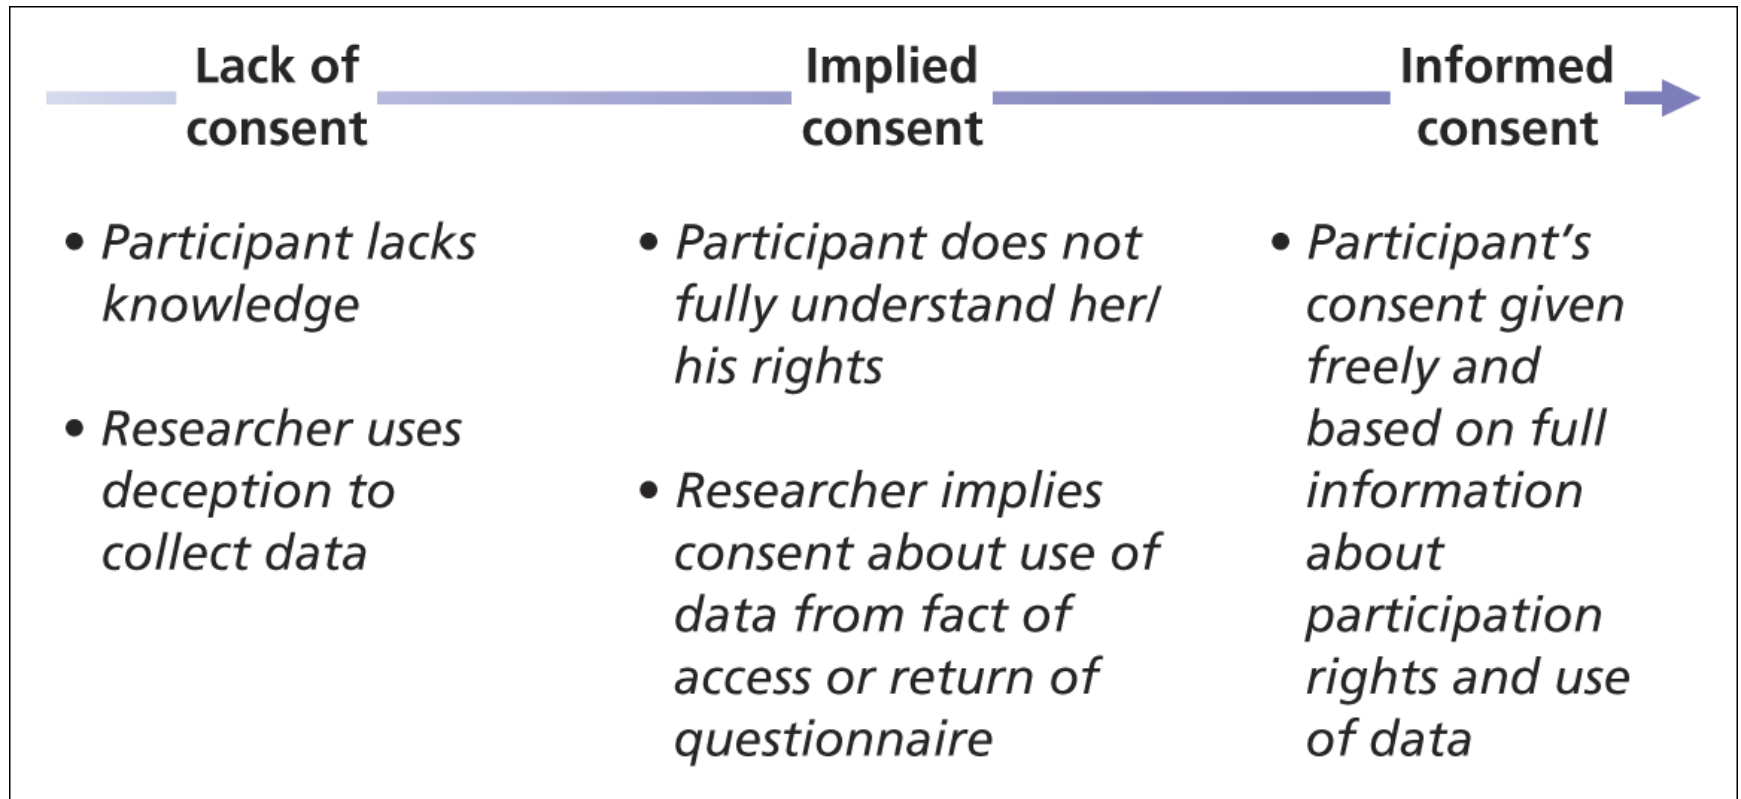 Lack of
consent
Implied
consent
Informed
consent
• Participant lacks
knowledge
• Researcher uses
deception to
collect data
• Participant does not
fully understand her/
his rights
• Researcher implies
consent about use of
data from fact of
access or return of
questionnaire
• Participant’s
consent given
freely and
based on full
information
about
participation
rights and use
of data